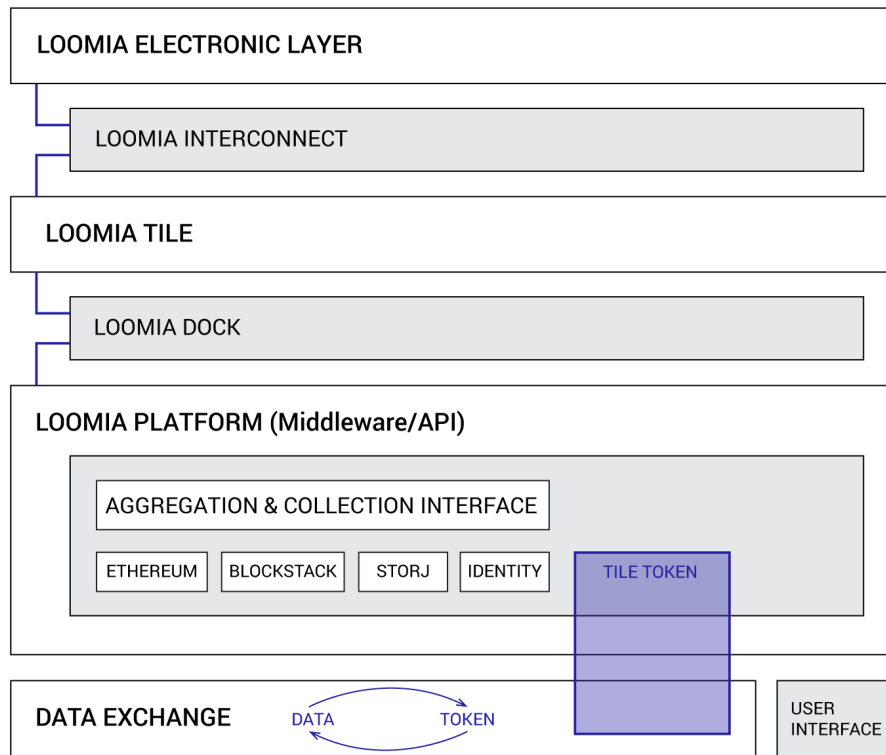 LOOMIA ELECTRONIC LAYER
LOOMIA INTERCONNECT
LOOMIA TILE
LOOMIA DOCK
LOOMIA PLATFORM (Middleware/API)
AGGREGATION & COLLECTION INTERFACE
ETHEREUM BLOCKSTACK STORJ IDENTITY TILE TOKEN
DATA EXCHANGE DATA TOKEN
USER
INTERFACE